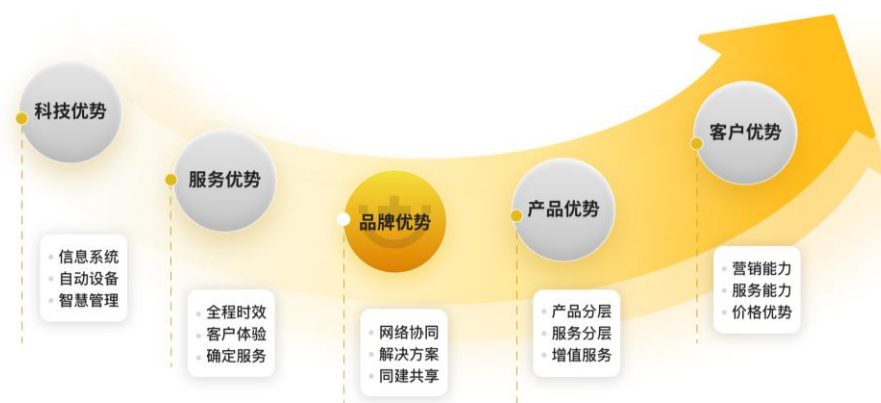 科技优势
信息系统
自动设备
智慧管理
服务优势
全程时效
客户体验
确定服务
品牌优势
网络协同
解决方案
同建共享
产品优势
产品分层
服务分层
增值服务
客户优势
营销能力
服务能力
价格优势